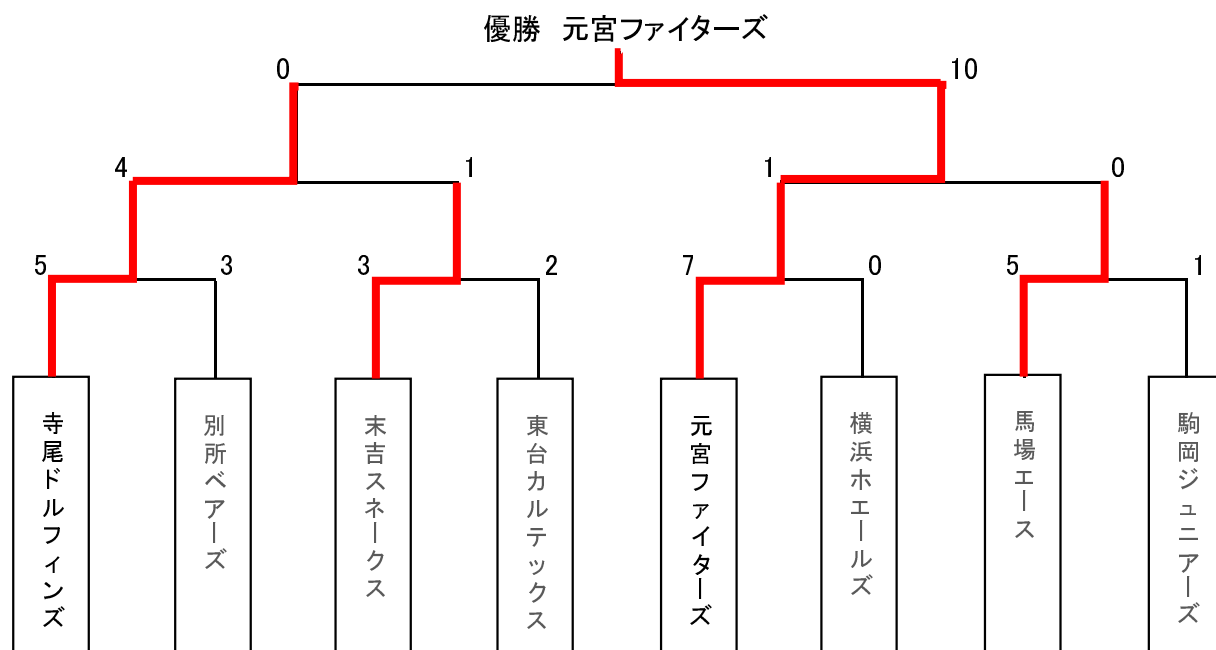 優勝 元宮ファイターズ
0
10
4
1
1
0
5
3
3
2
7
0
5
1
寺尾ドルフィンズ
別所ベアーズ
末吉スネークス
東台カルテックス
元宮ファイターズ
横浜ホエールズ
馬場エース
駒岡ジュニアーズ